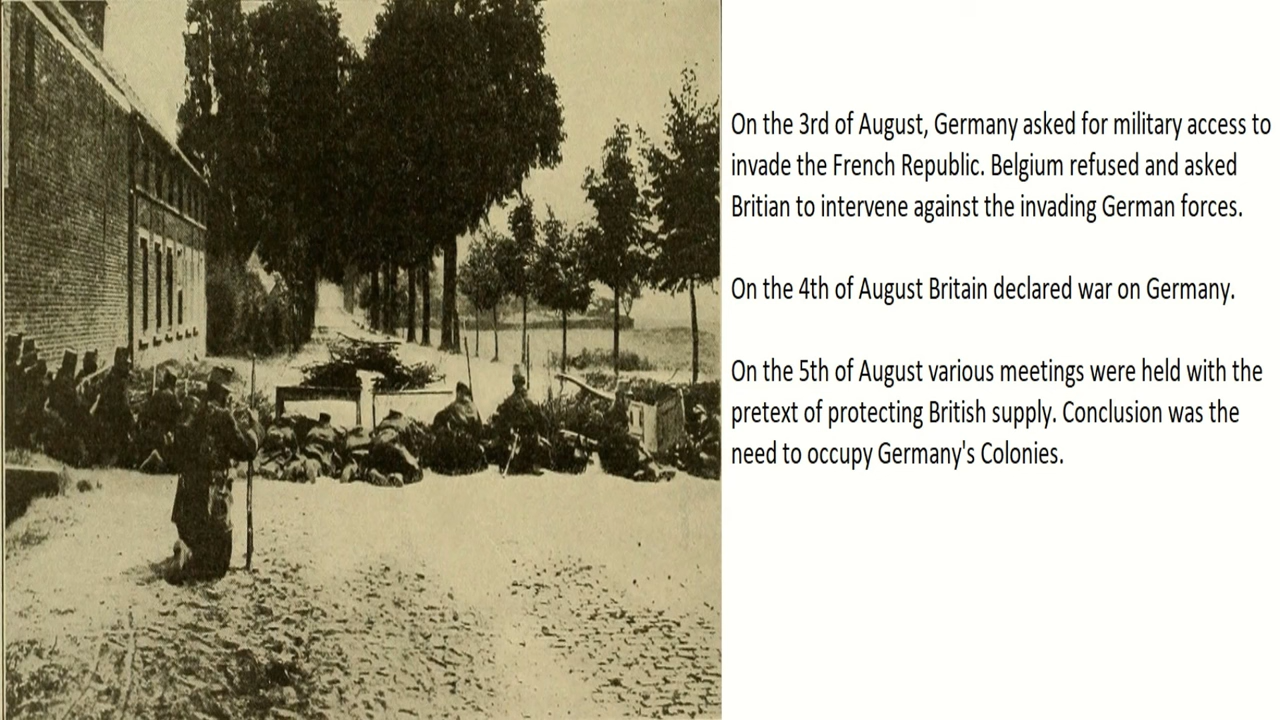 On the 3rd of August, Germany asked for military access to
invade the French Republic. Belgium refused and asked
Britian to intervene against the invading German forces.
On the 4th of August Britain declared war on Germany.
On the 5th of August various meetings were held with the
pretext of protecting British supply. Conclusion was the
need to occupy Germany's Colonies.